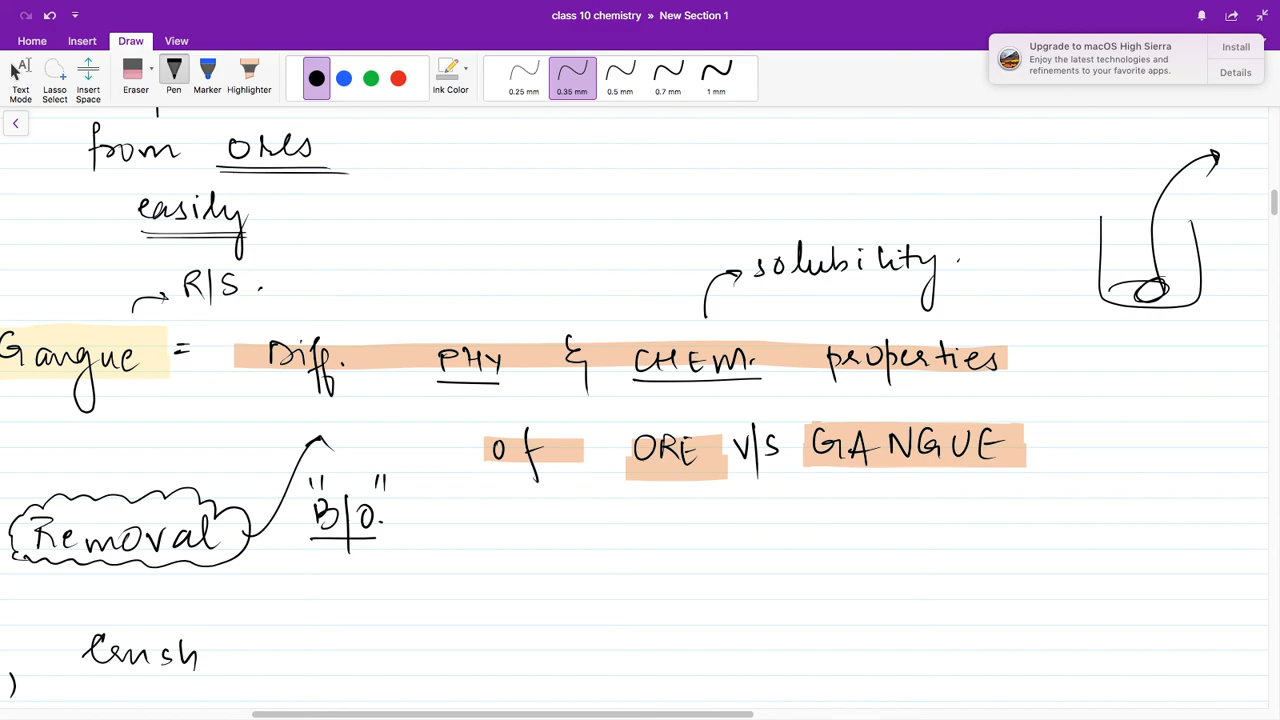 class 10 chemistry » New Section 1
Home Insert Draw View
Upgrade to macOS High Sierra
Enjoy the latest technologies and
refinements to your favorite apps.
Install
Details
Text Mode
Lasso Select
Insert Space
Eraser
Pen
Marker
Highlighter
Ink Color
0.25 mm
0.35 mm
0.5 mm
0.7 mm
1 mm
from ores
easily
R/S.
solubility.
Gangue = Diff. PHY & CHEM. properties
of ORE V/S GANGUE
"B/O."
Removal
Crush
)